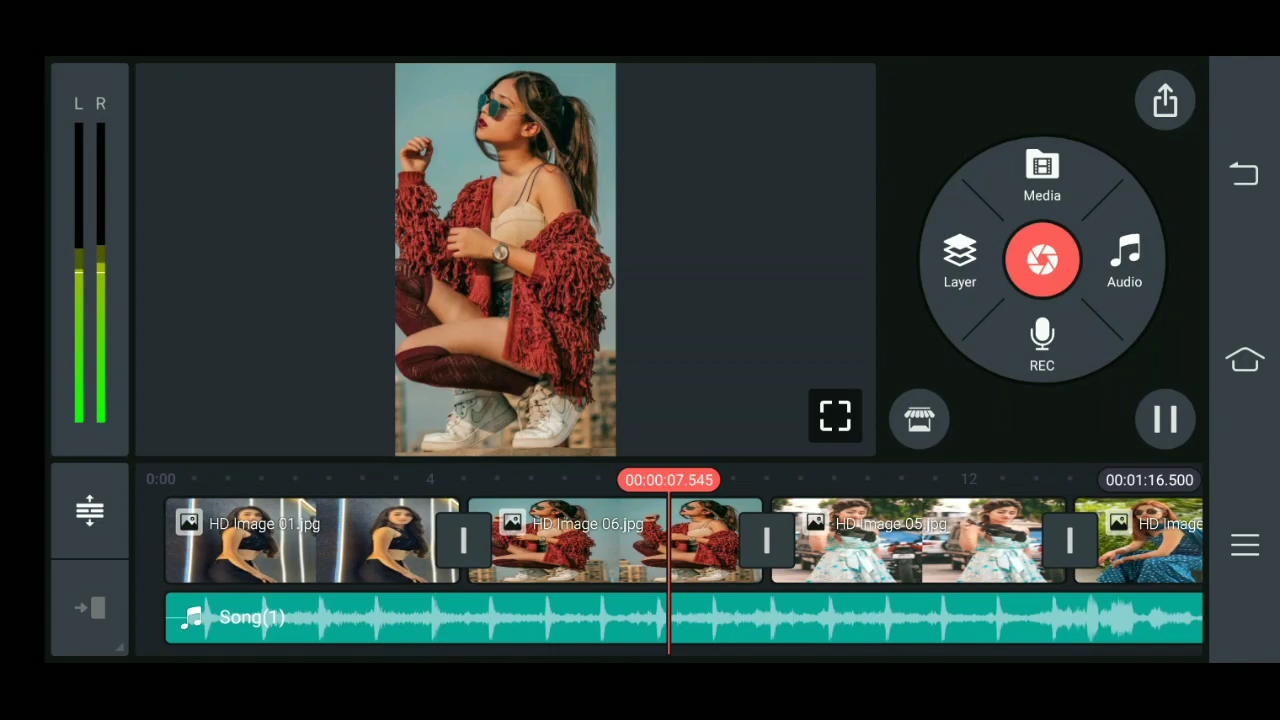 L R
Media
Layer
Audio
REC
0:00
4
00:00:07.545
12
00:01:16.500
HD Image 01.jpg
HD Image 06.jpg
HD Image 05.jpg
HD Image
Song(1)